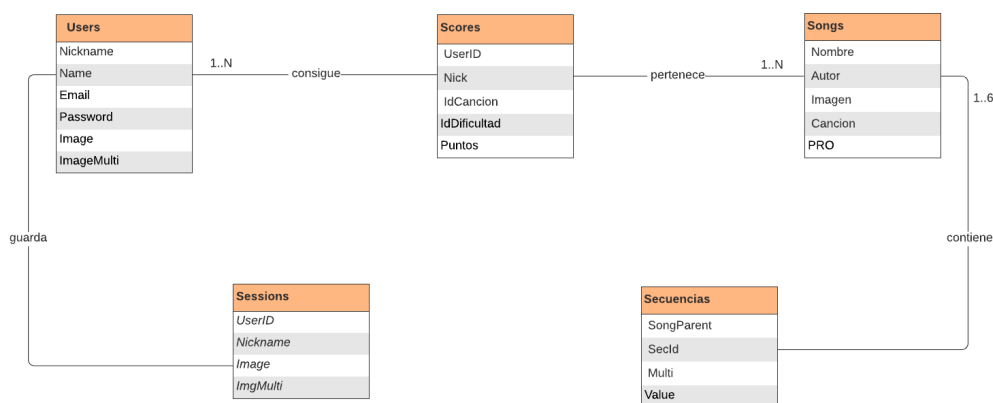 Users
Nickname
Name
Email
Password
Image
ImageMulti
1..N
consigue
Scores
UserID
Nick
IdCancion
IdDificultad
Puntos
pertenece
1..N
Songs
Nombre
Autor
Imagen
Cancion
PRO
1..6
guarda
contiene
Sessions
UserID
Nickname
Image
ImgMulti
Secuencias
SongParent
SecId
Multi
Value